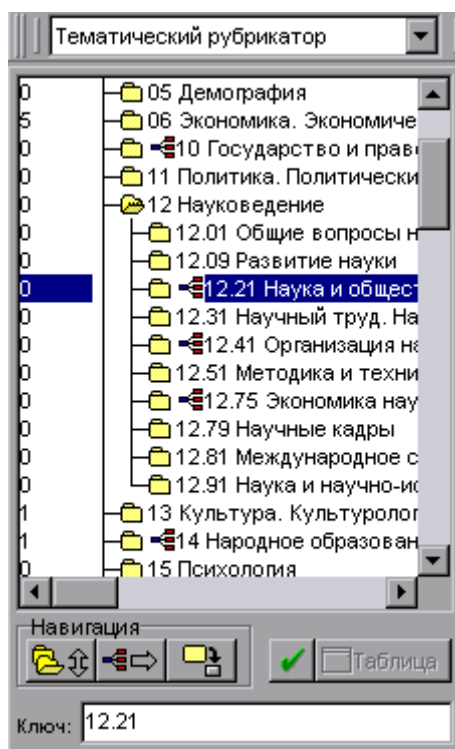 Тематический рубрикатор
0 05 Демография
5 06 Экономика. Экономиче
0 10 Государство и прав
0 11 Политика. Политически
0 12 Науковедение
0 12.01 Общие вопросы н
0 12.09 Развитие науки
0 12.21 Наука и общест
0 12.31 Научный труд. На
0 12.41 Организация на
0 12.51 Методика и техни
0 12.75 Экономика нау
0 12.79 Научные кадры
0 12.81 Международное с
0 12.91 Наука и научно-ис
1 13 Культура. Культуролог
1 14 Народное образован
0 15 Психология
Навигация
Таблица
Ключ: 12.21